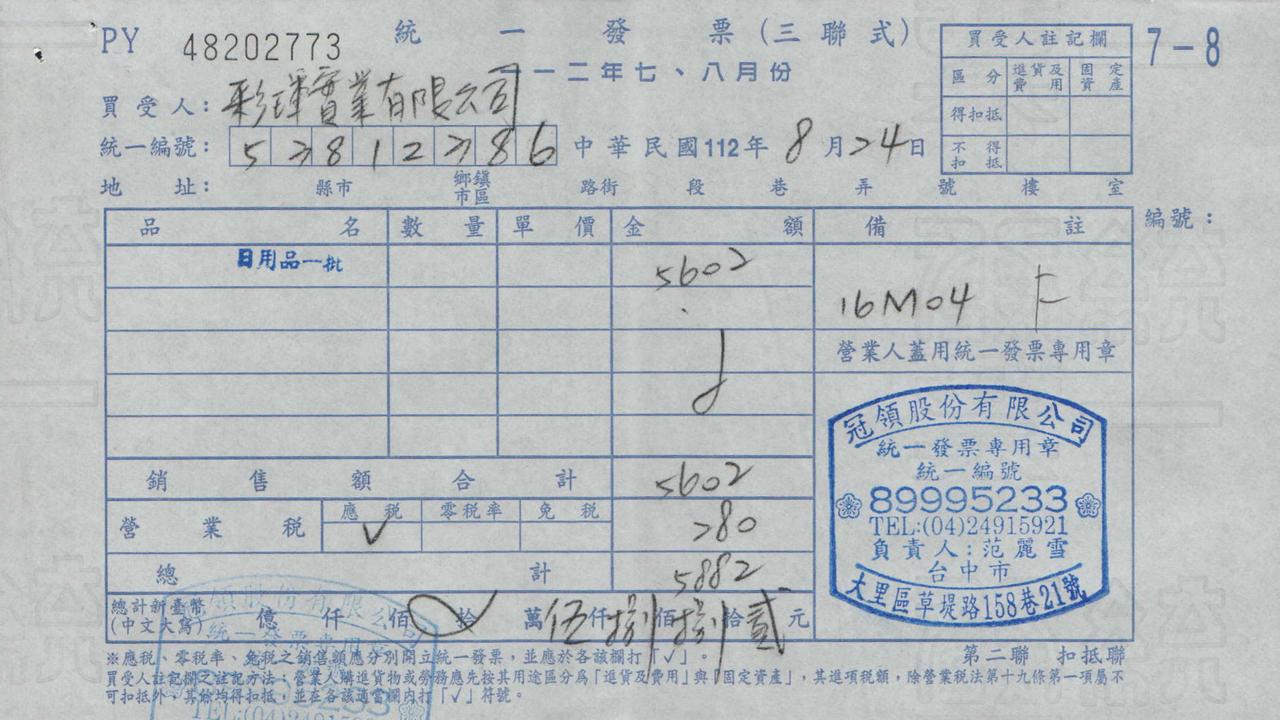 PY 48202773 統一發票(三聯式) 7-8
一一二年七、八月份
買受人註記欄
區分 進貨及費用 固定資產
得扣抵
不得扣抵
買受人: 彩琿實業有限公司
統一編號: 52812286 中華民國112年8月24日
地址: 縣市 鄉鎮市區 路街 段 巷 弄 號 樓 室
編號:
品名 數量 單價 金額 備註
日用品一批 5602
16M04 F
營業人蓋用統一發票專用章
銷售額合計 5602
營業稅 應稅 ✓ 零稅率 免稅 280
總計 5882
總計新臺幣(中文大寫) 億 仟 佰 拾 萬 伍仟捌佰捌拾貳元
冠領股份有限公司
統一發票專用章
統一編號
89995233
TEL:(04)24915921
負責人:范麗雪
台中市
大里區草堤路158巷21號
第二聯 扣抵聯
※應稅、零稅率、免稅之銷售額應分別開立統一發票,並應於各該欄打「✓」。
買受人註記欄之註記方法:營業人購進貨物或勞務應先按其用途區分為「進貨及費用」與「固定資產」,其進項稅額,除營業稅法第十九條第一項屬不
可扣抵外,其餘均得扣抵,並在各該適當欄內打「✓」符號。